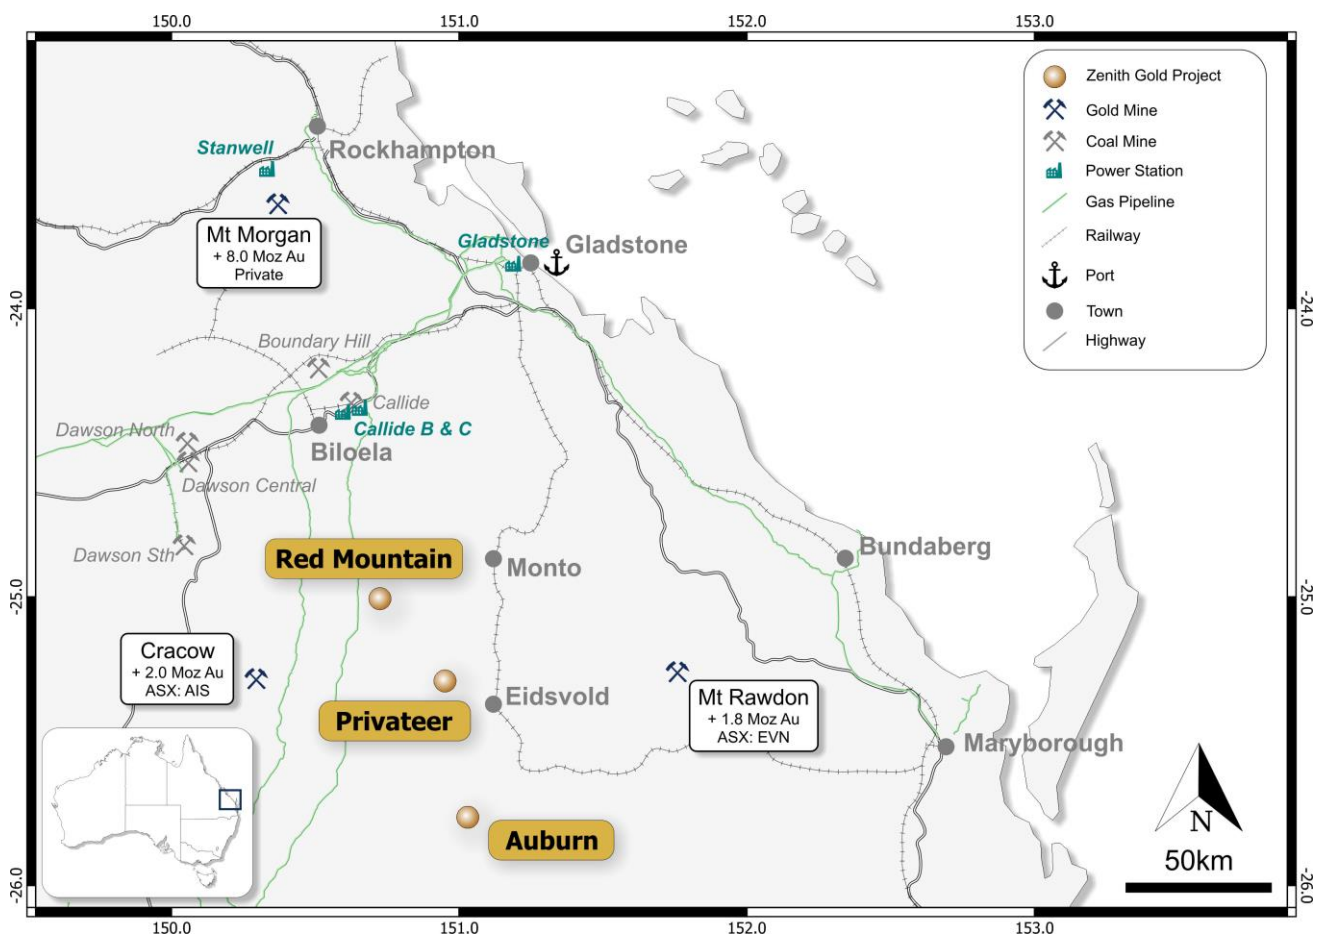 150.0
151.0
152.0
153.0
Zenith Gold Project
Gold Mine
Coal Mine
Power Station
Gas Pipeline
Railway
Port
Town
Highway
Stanwell
Rockhampton
Mt Morgan
+ 8.0 Moz Au
Private
Gladstone
Gladstone
-24.0
-24.0
Boundary Hill
Callide
Callide B & C
Biloela
Dawson North
Dawson Central
Dawson Sth
Red Mountain
Monto
Bundaberg
-25.0
-25.0
Cracow
+ 2.0 Moz Au
ASX: AIS
Privateer
Eidsvold
Mt Rawdon
+ 1.8 Moz Au
ASX: EVN
Maryborough
Auburn
N
50km
-26.0
-26.0
150.0
151.0
152.0
153.0